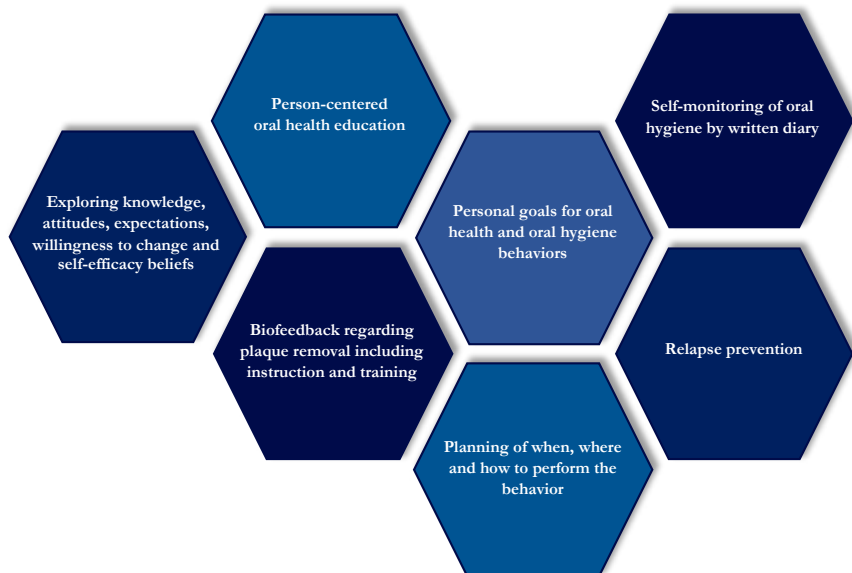 Person-centered
oral health education
Self-monitoring of oral
hygiene by written diary
Exploring knowledge,
attitudes, expectations,
willingness to change and
self-efficacy beliefs
Personal goals for oral
health and oral hygiene
behaviors
Biofeedback regarding
plaque removal including
instruction and training
Relapse prevention
Planning of when, where
and how to perform the
behavior